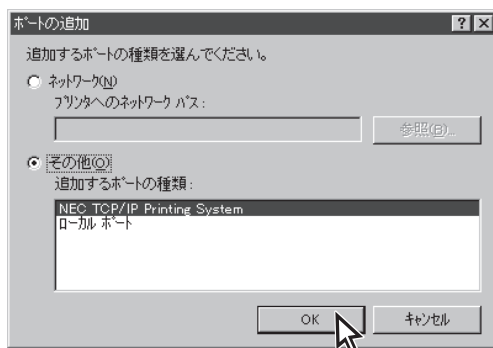 ポートの追加
追加するポートの種類を選んでください。
ネットワーク(N)
プリンタへのネットワーク パス:
参照(B)...
その他(O)
追加するポートの種類:
NEC TCP/IP Printing System
ローカル ポート
OK
キャンセル